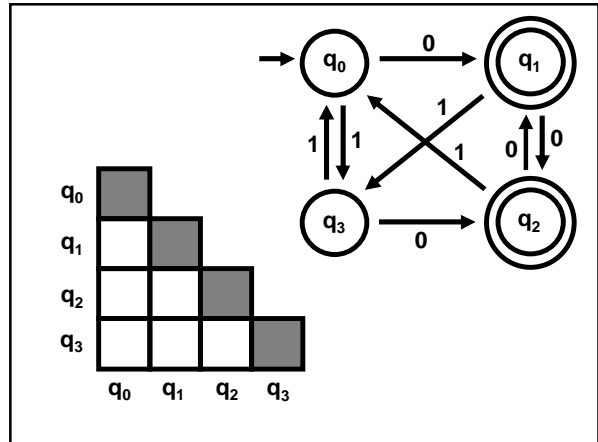 0
q₀ q₁
1
1 1 1 0 0
q₃ q₂
0
q₀
q₁
q₂
q₃
q₀ q₁ q₂ q₃